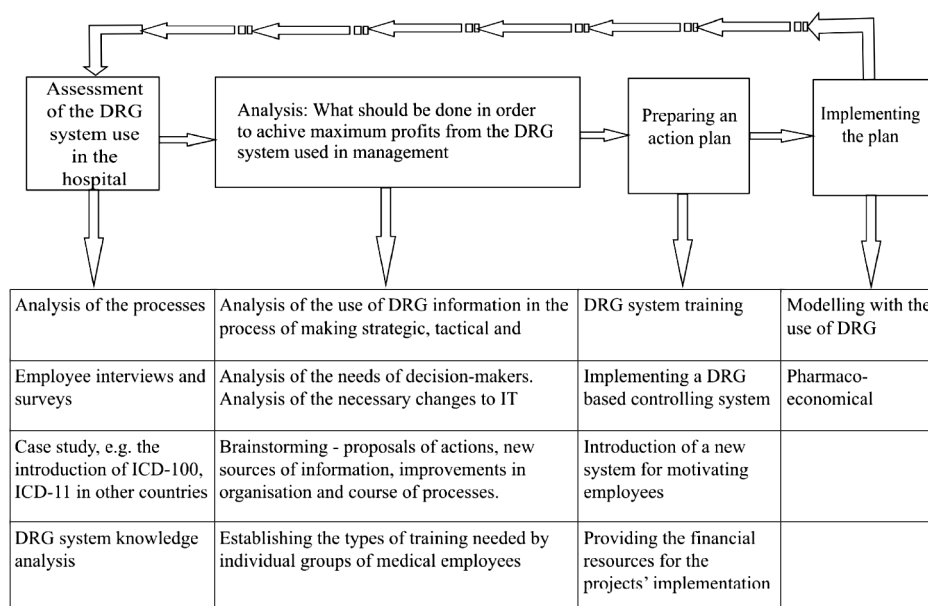 Assessment
of the DRG
system use
in the
hospital
Analysis: What should be done in order
to achive maximum profits from the DRG
system used in management
Preparing an
action plan
Implementing
the plan
Analysis of the processes
Analysis of the use of DRG information in the
process of making strategic, tactical and
DRG system training
Modelling with the
use of DRG
Employee interviews and
surveys
Analysis of the needs of decision-makers.
Analysis of the necessary changes to IT
Implementing a DRG
based controlling system
Pharmaco-
economical
Case study, e.g. the
introduction of ICD-100,
ICD-11 in other countries
Brainstorming - proposals of actions, new
sources of information, improvements in
organisation and course of processes.
Introduction of a new
system for motivating
employees
DRG system knowledge
analysis
Establishing the types of training needed by
individual groups of medical employees
Providing the financial
resources for the
projects’ implementation